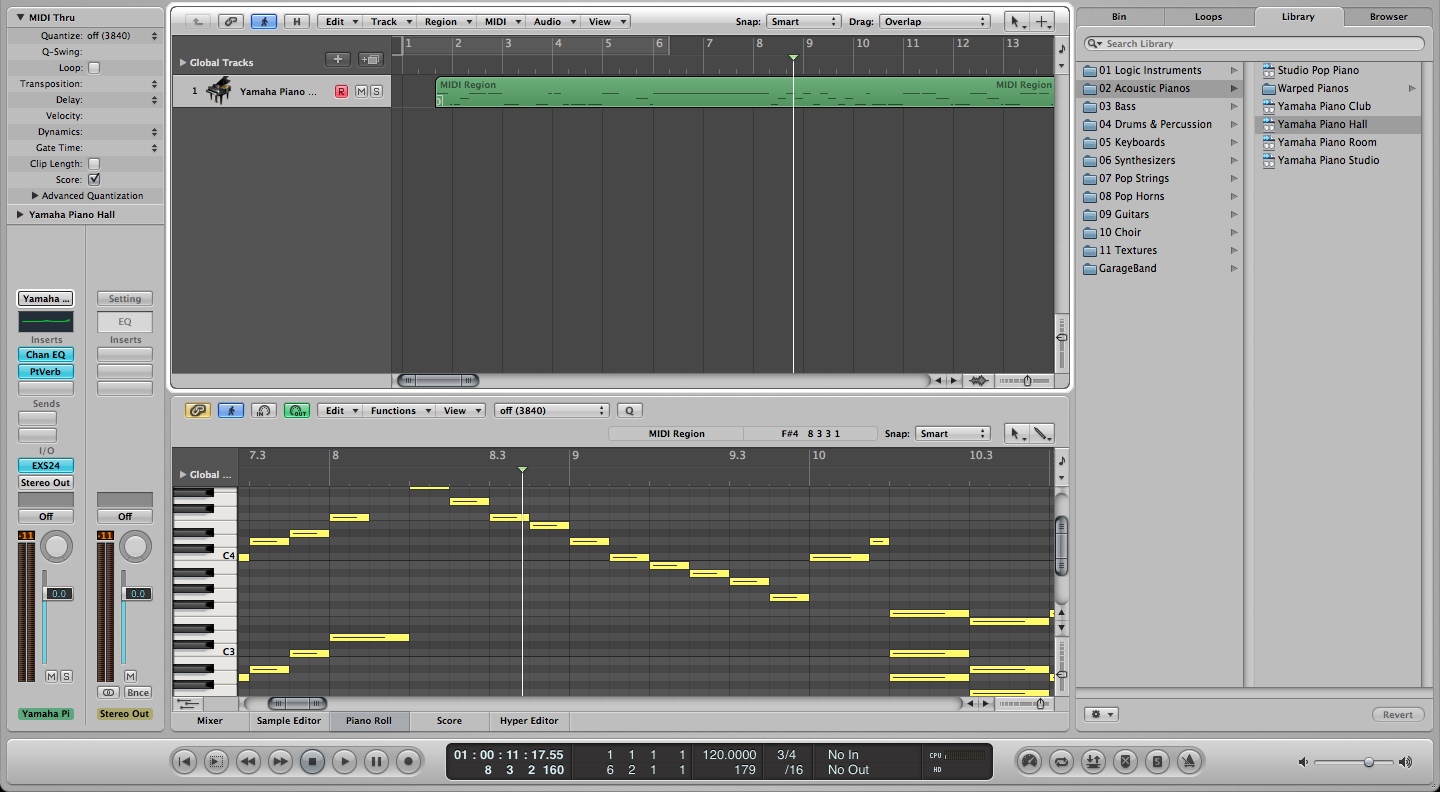 MIDI Thru
Quantize: off (3840)
Q-Swing:
Loop:
Transposition:
Delay:
Velocity:
Dynamics:
Gate Time:
Clip Length:
Score:
Advanced Quantization
Yamaha Piano Hall
Yamaha ... Setting
EQ
Inserts Inserts
Chan EQ
PtVerb
Sends
I/O
EXS24
Stereo Out
Off Off
-11 -11
0.0 0.0
M S M
Bnce
Yamaha Pi Stereo Out
H Edit Track Region MIDI Audio View Snap: Smart Drag: Overlap
1 2 3 4 5 6 7 8 9 10 11 12 13
Global Tracks
1 Yamaha Piano ... R M S
MIDI Region MIDI Region
IN OUT Edit Functions View off (3840) Q
MIDI Region F#4 8 3 3 1 Snap: Smart
7.3 8 8.3 9 9.3 10 10.3
Global ...
C4
C3
Mixer Sample Editor Piano Roll Score Hyper Editor
Bin Loops Library Browser
Search Library
01 Logic Instruments
02 Acoustic Pianos
03 Bass
04 Drums & Percussion
05 Keyboards
06 Synthesizers
07 Pop Strings
08 Pop Horns
09 Guitars
10 Choir
11 Textures
GarageBand
Studio Pop Piano
Warped Pianos
Yamaha Piano Club
Yamaha Piano Hall
Yamaha Piano Room
Yamaha Piano Studio
Revert
01 : 00 : 11 : 17.55 1 1 1 1 120.0000 3/4 No In CPU
8 3 2 160 6 2 1 1 179 /16 No Out HD
S